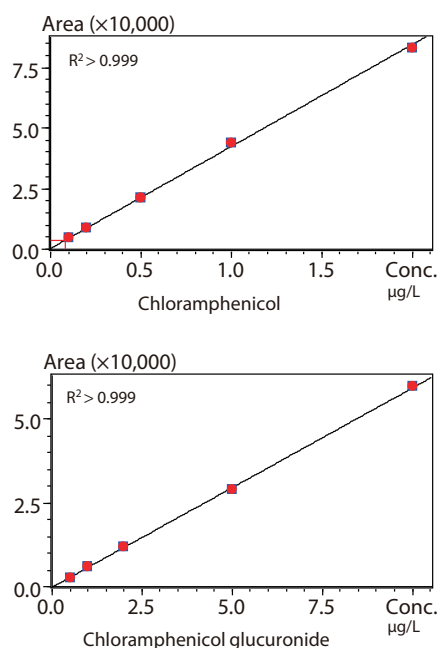 Area (×10,000)
R² > 0.999
7.5
5.0
2.5
0.0
0.0 0.5 1.0 1.5 Conc.
µg/L
Chloramphenicol
Area (×10,000)
R² > 0.999
5.0
2.5
0.0
0.0 2.5 5.0 7.5 Conc.
µg/L
Chloramphenicol glucuronide